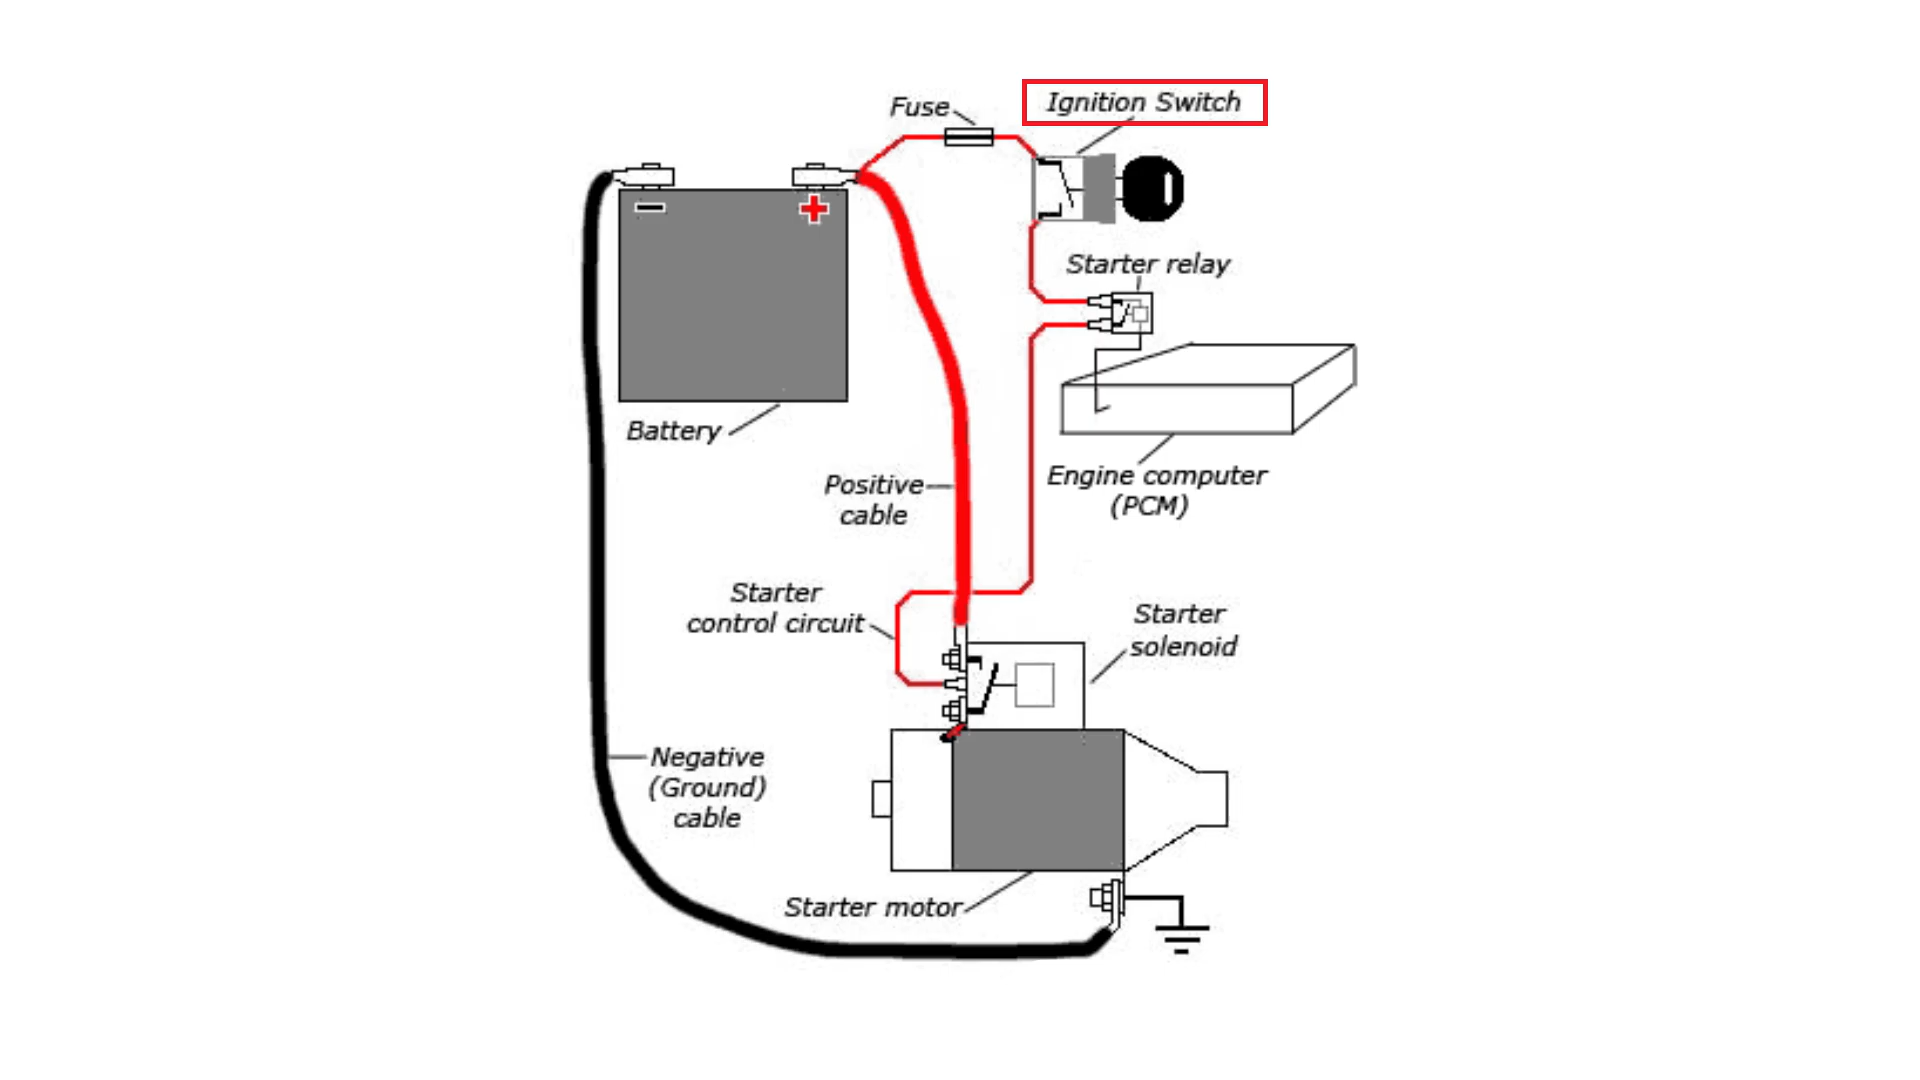 Fuse
Ignition Switch
Starter relay
Battery
Engine computer
(PCM)
Positive
cable
Starter
control circuit
Starter
solenoid
Negative
(Ground)
cable
Starter motor